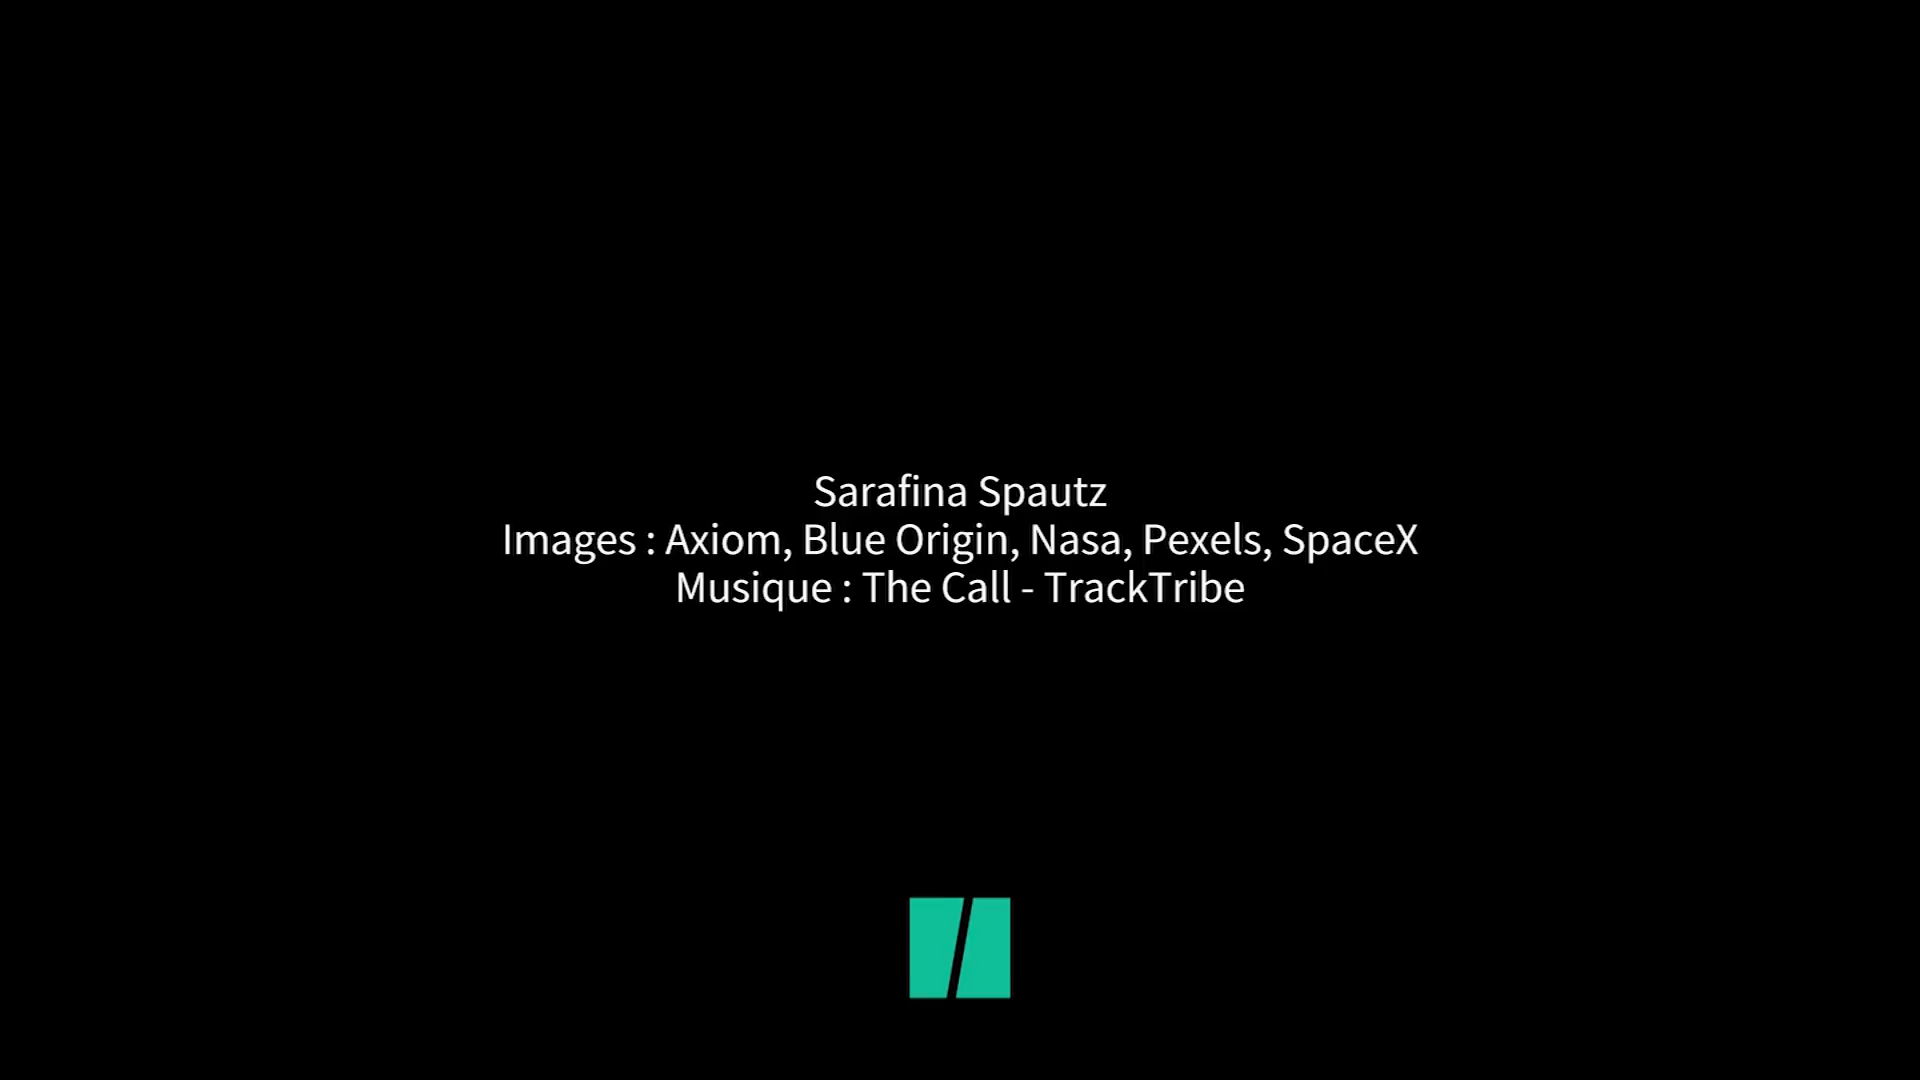 Sarafina Spautz
Images : Axiom, Blue Origin, Nasa, Pexels, SpaceX
Musique : The Call - TrackTribe